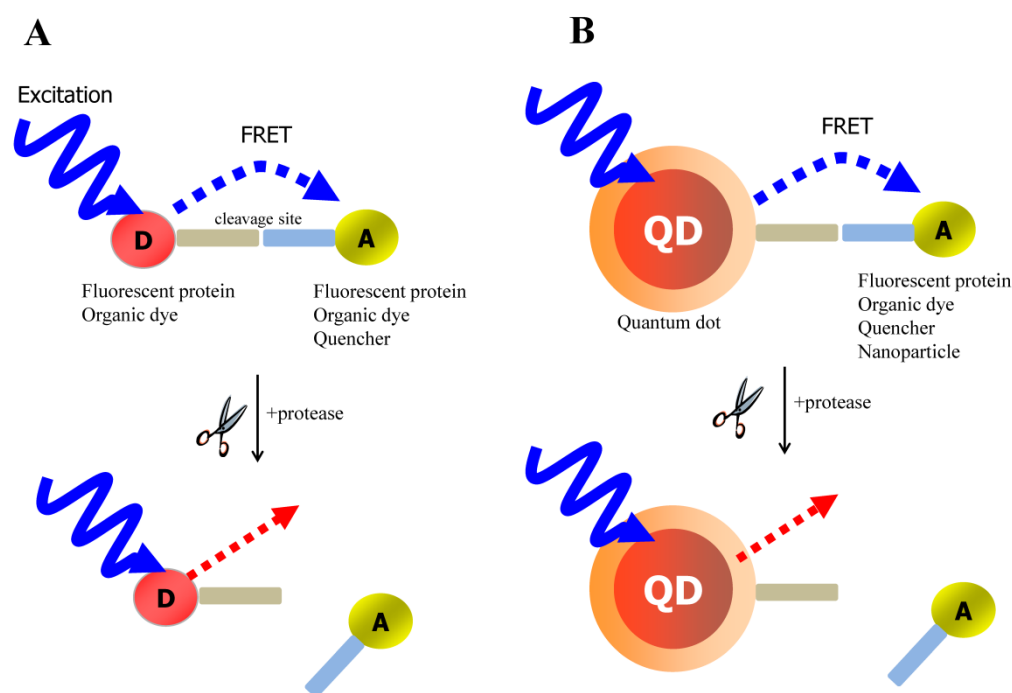 A
Excitation
FRET
cleavage site
D
A
Fluorescent protein
Organic dye
Fluorescent protein
Organic dye
Quencher
+protease
D
A
B
FRET
QD
A
Quantum dot
Fluorescent protein
Organic dye
Quencher
Nanoparticle
+protease
QD
A